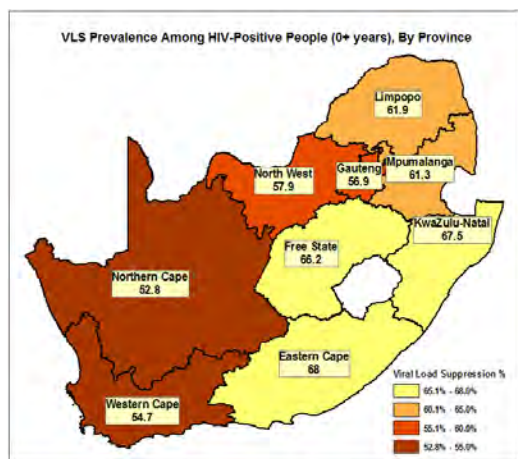 VLS Prevalence Among HIV-Positive People (0+ years), By Province
Limpopo
61.9
North West
57.9
Gauteng
56.9
Mpumalanga
61.3
KwaZulu-Natal
67.5
Free State
66.2
Northern Cape
52.8
Eastern Cape
68
Western Cape
54.7
Viral Load Suppression %
65.1% - 68.0%
60.1% - 65.0%
55.1% - 60.0%
52.8% - 55.0%